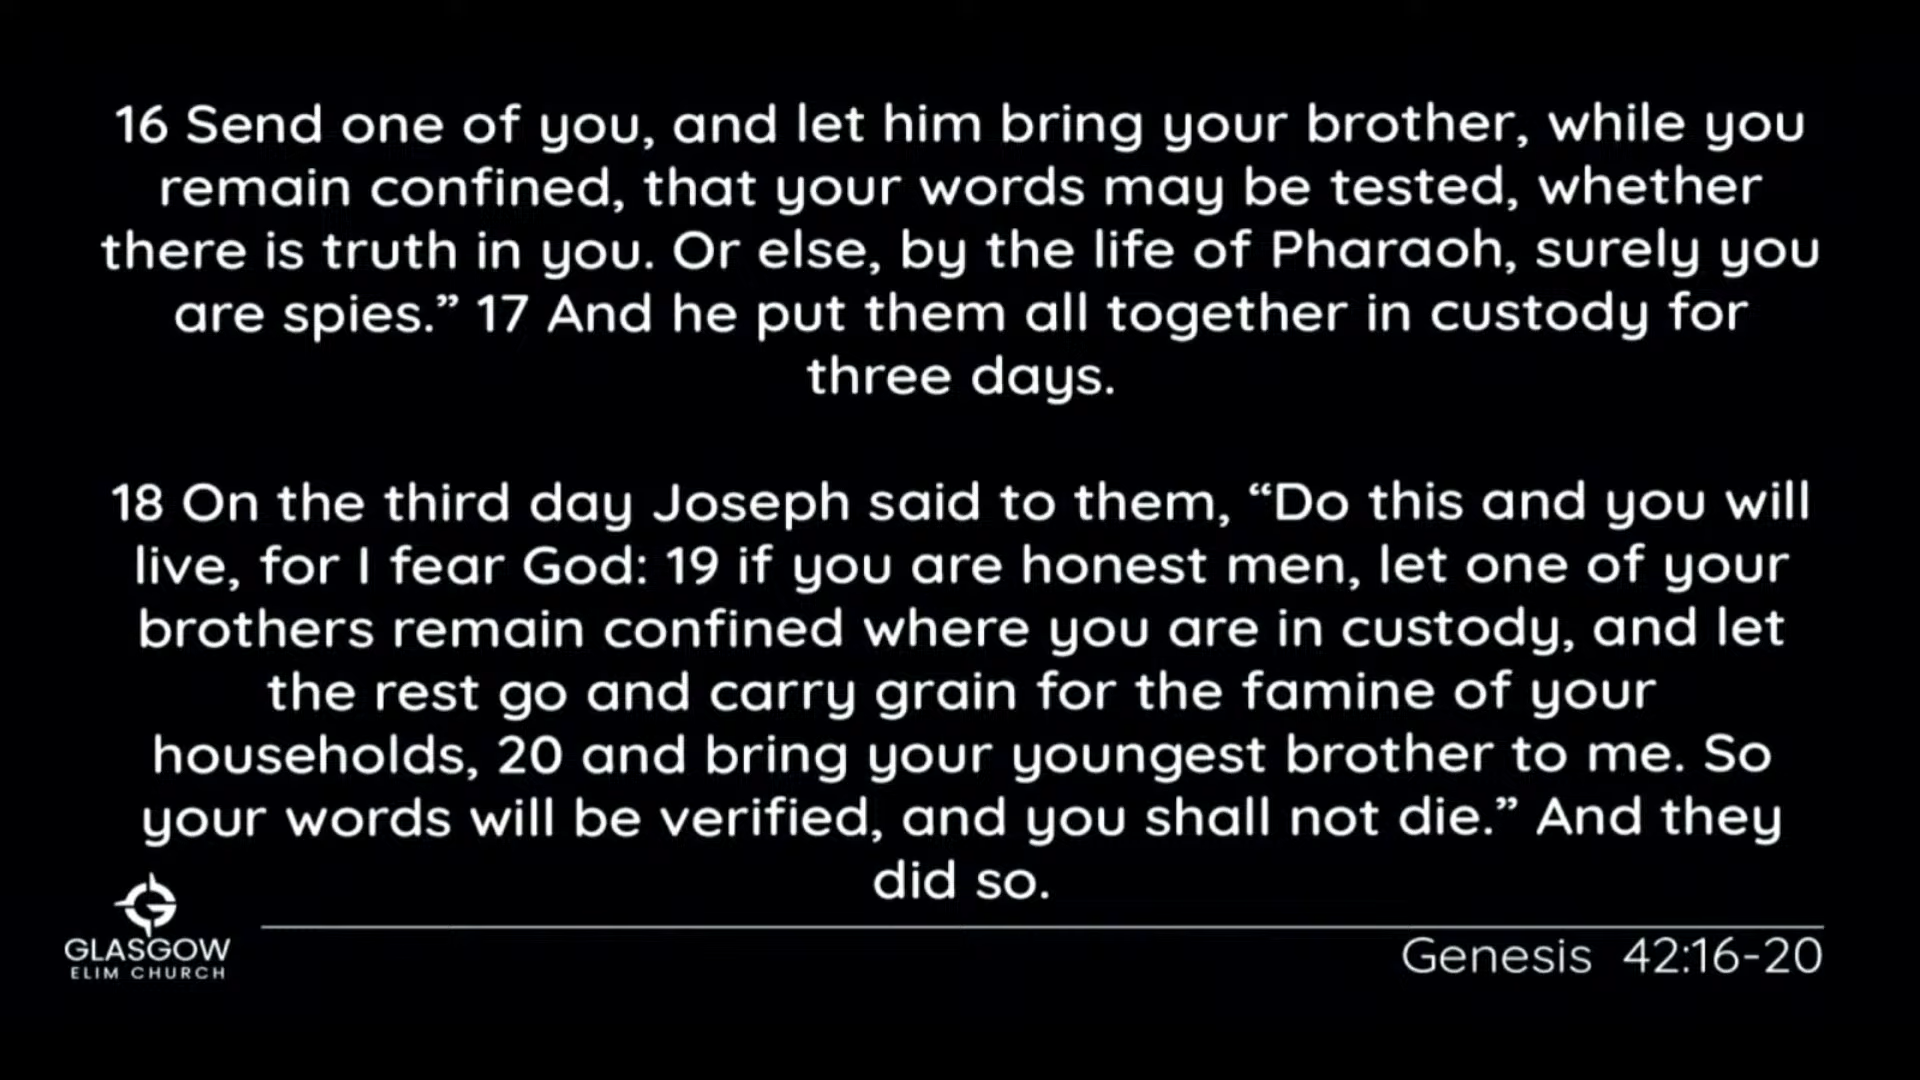 16 Send one of you, and let him bring your brother, while you
remain confined, that your words may be tested, whether
there is truth in you. Or else, by the life of Pharaoh, surely you
are spies.” 17 And he put them all together in custody for
three days.
18 On the third day Joseph said to them, “Do this and you will
live, for I fear God: 19 if you are honest men, let one of your
brothers remain confined where you are in custody, and let
the rest go and carry grain for the famine of your
households, 20 and bring your youngest brother to me. So
your words will be verified, and you shall not die.” And they
did so.
GLASGOW
ELIM CHURCH
Genesis 42:16-20